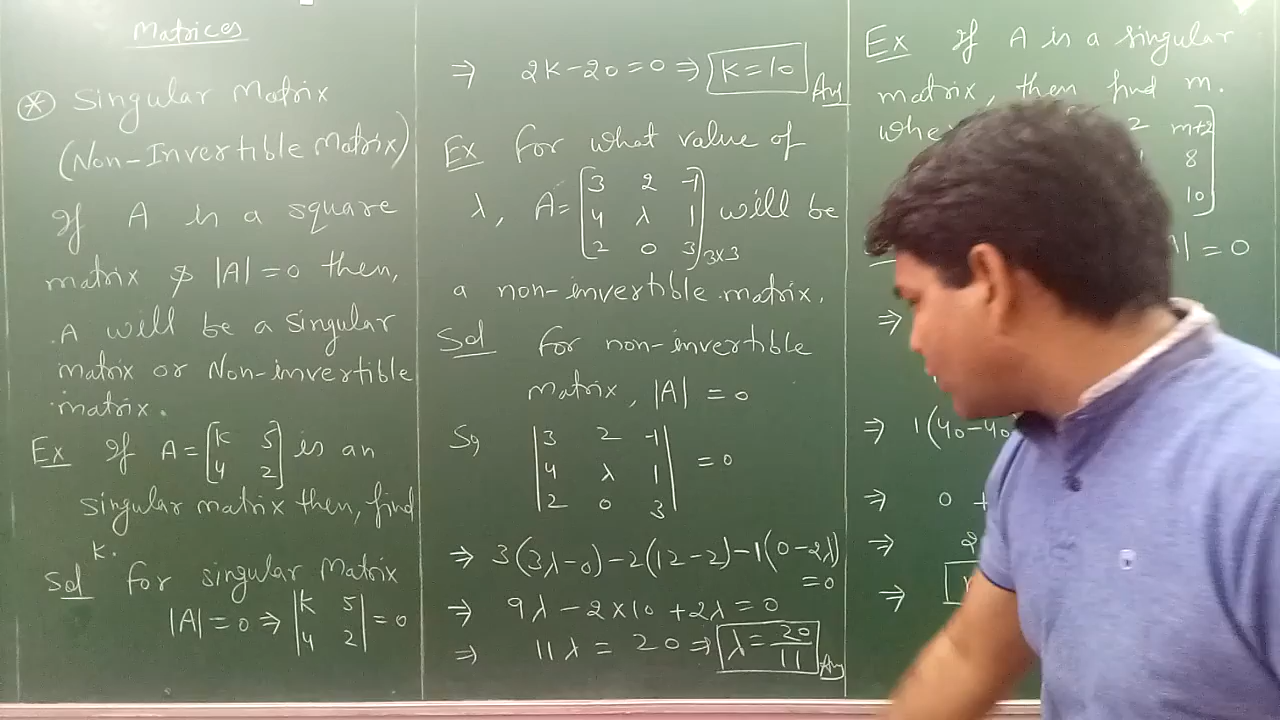 Matrices
* Singular Matrix
(Non-Invertible Matrix)
If A is a square
matrix & |A| = 0 then,
A will be a singular
matrix or Non-invertible
matrix.
Ex If A = [K 5
4 2] is an
singular matrix then, find
K.
Sol For singular Matrix
|A| = 0 ⇒ |K 5
4 2| = 0
⇒ 2K-20=0 ⇒ K=10 Ans
Ex For what value of
λ, A= [3 2 -1
4 λ 1
2 0 3]3x3 will be
a non-invertible matrix.
Sol For non-invertible
matrix, |A| = 0
So, |3 2 -1
4 λ 1
2 0 3| = 0
⇒ 3(3λ-0)-2(12-2)-1(0-2λ)
=0
⇒ 9λ - 2x10 + 2λ = 0
⇒ 11λ = 20 ⇒ λ = 20/11 Ans
Ex If A is a singular
matrix, then find m.
2 m+2
8
10]
= 0
⇒
⇒ 1(40-40)
⇒ 0 +
⇒ 2
⇒